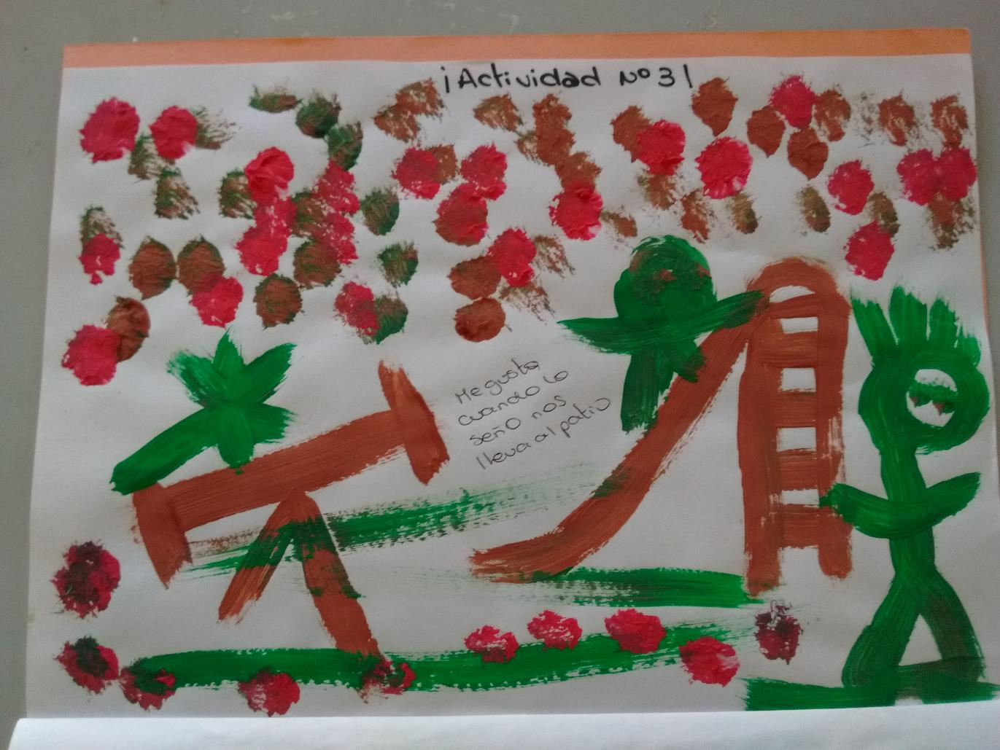 ¡Actividad Nº3!
Me gusta
cuando la
seño nos
lleva al patio